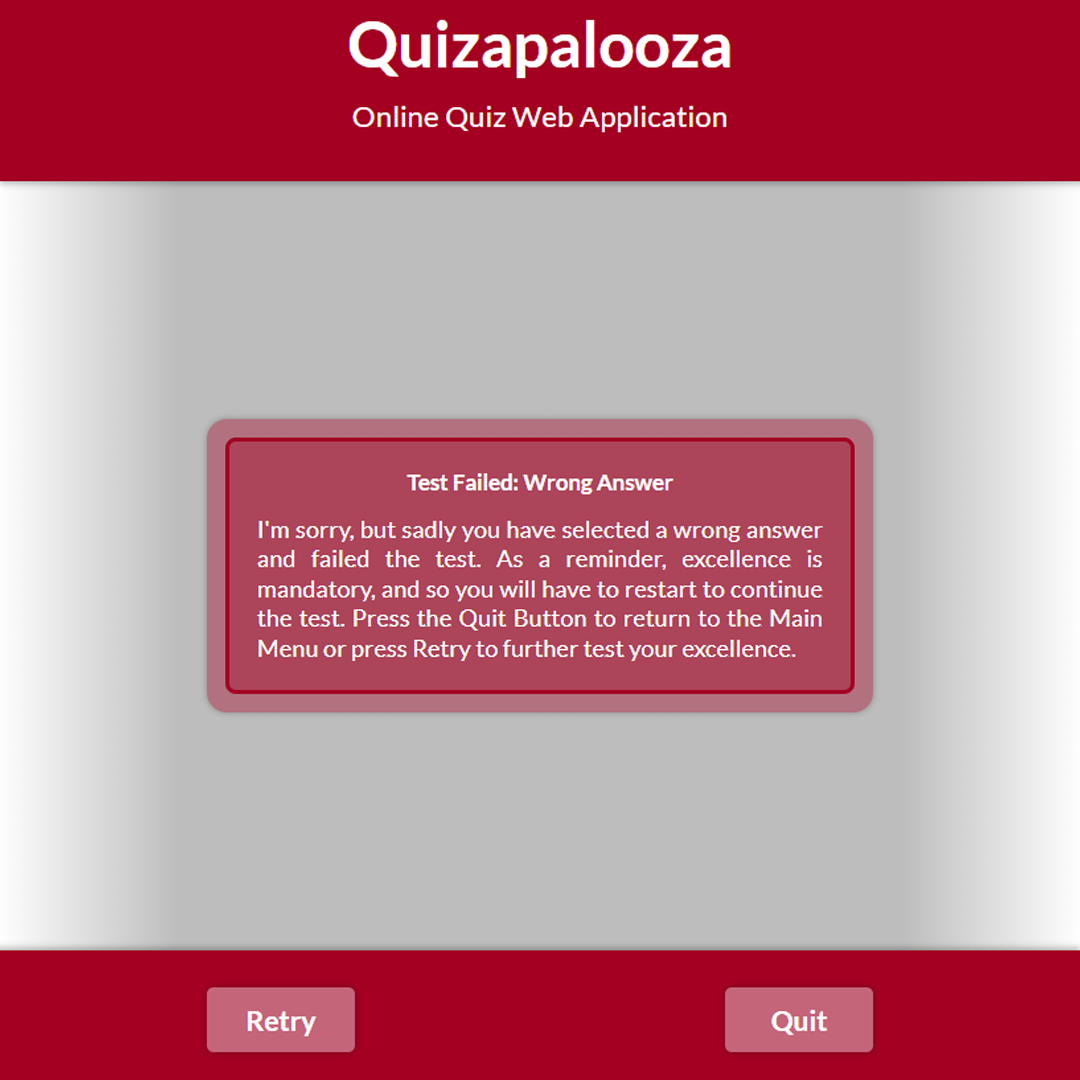 Quizapalooza
Online Quiz Web Application
Test Failed: Wrong Answer
I'm sorry, but sadly you have selected a wrong answer
and failed the test. As a reminder, excellence is
mandatory, and so you will have to restart to continue
the test. Press the Quit Button to return to the Main
Menu or press Retry to further test your excellence.
Retry
Quit